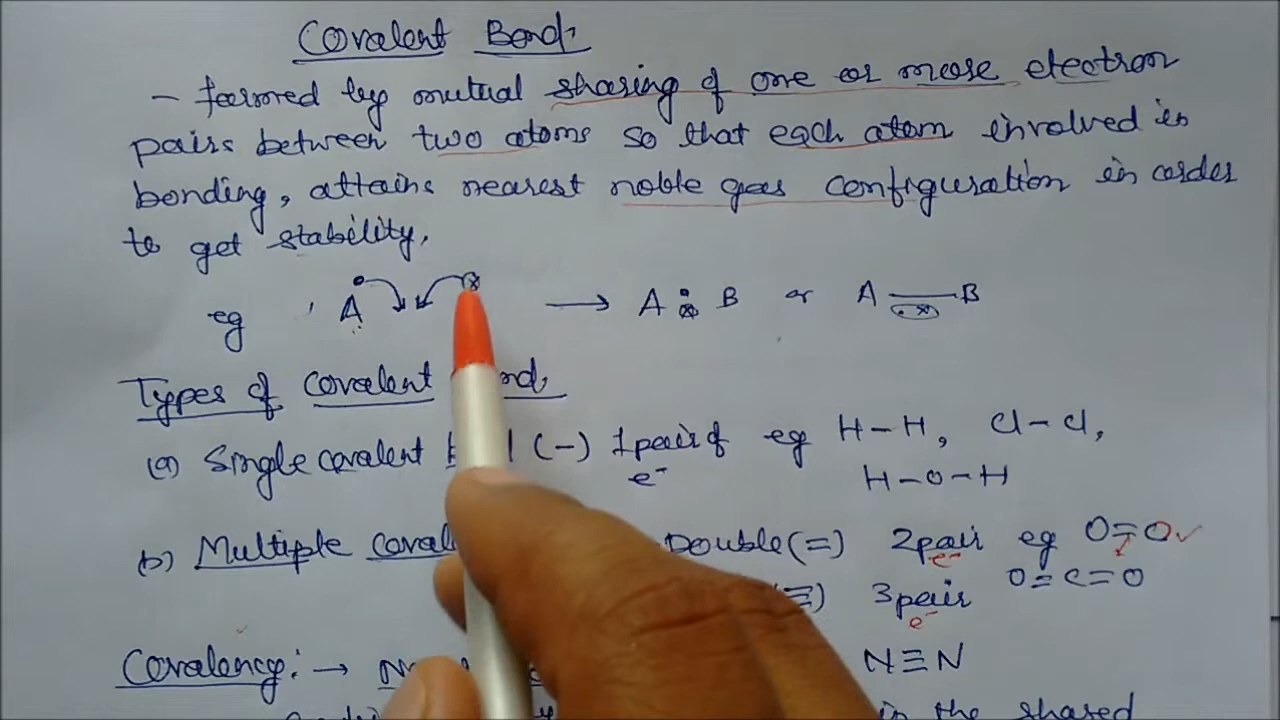 Covalent Bond.
- formed by mutual sharing of one or more electron
pairs between two atoms so that each atom involved in
bonding, attains nearest noble gas configuration in order
to get stability.
eg A → A B or A — B
Types of covalent
(a) Single covalent (-) 1 pair of e⁻ eg H-H, Cl-Cl,
H-O-H
(b) Multiple Double (=) 2 pair e⁻ eg O=O ✓
O=C=O
(≡) 3 pair e⁻
N≡N
Covalency: →
in the shared